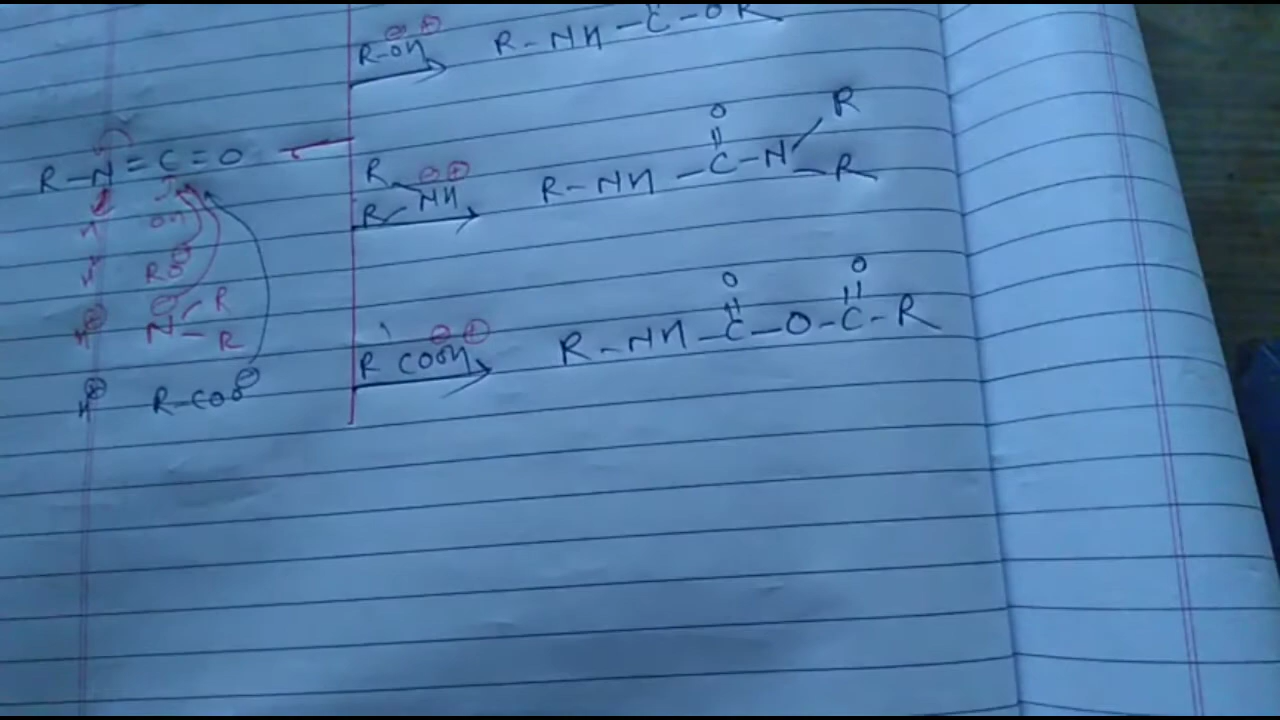 R-OH ⊖ ⊕ → R-NH-C-OR
R-N=C=O
R
R NH ⊖ ⊕ → R-NH-C(=O)-N(R)-R
H OH
H RO⊖
H⊕ ⊖N-R
R
R COOH ⊖ ⊕ → R-NH-C(=O)-O-C(=O)-R
H⊕ R-COO⊖